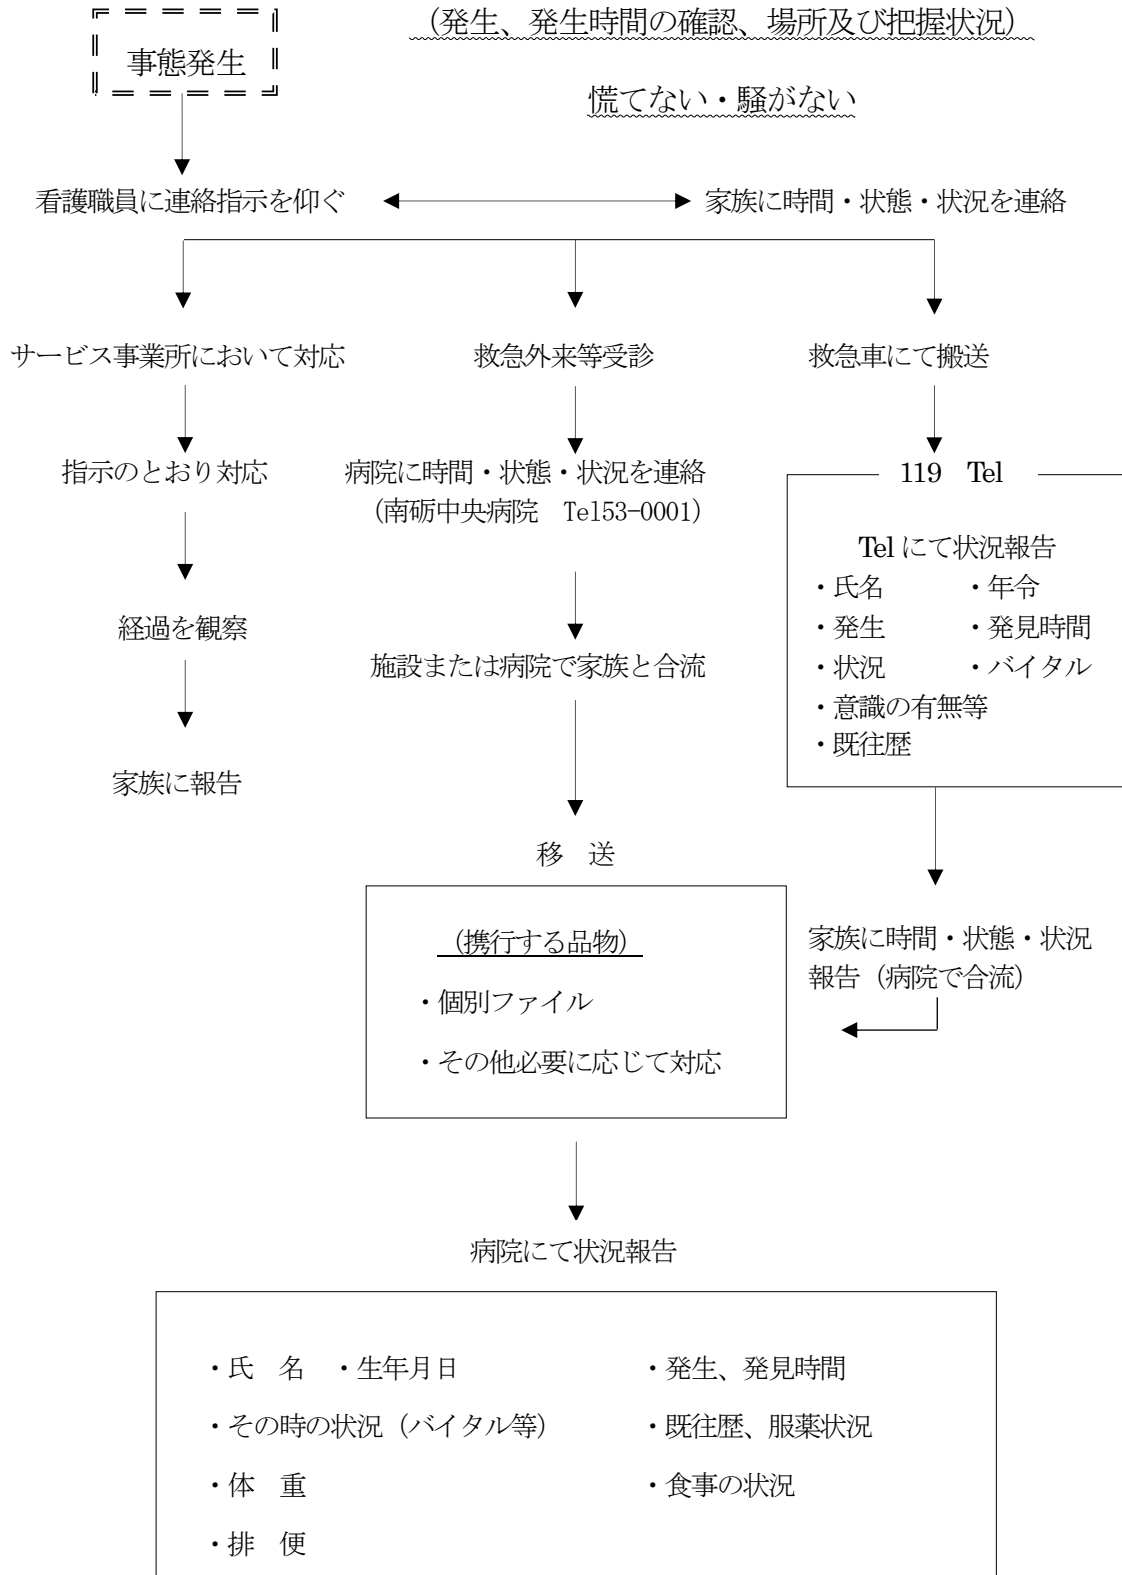 (発生、発生時間の確認、場所及び把握状況)
事態発生
慌てない・騒がない
看護職員に連絡指示を仰ぐ
家族に時間・状態・状況を連絡
サービス事業所において対応
救急外来等受診
救急車にて搬送
指示のとおり対応
病院に時間・状態・状況を連絡
(南砺中央病院　Tel53-0001)
119　Tel
Tel にて状況報告
・氏名　・年令
・発生　・発見時間
・状況　・バイタル
・意識の有無等
・既往歴
経過を観察
施設または病院で家族と合流
家族に報告
移　送
(携行する品物)
・個別ファイル
・その他必要に応じて対応
家族に時間・状態・状況
報告（病院で合流）
病院にて状況報告
・氏　名　・生年月日　・発生、発見時間
・その時の状況（バイタル等）　・既往歴、服薬状況
・体　重　・食事の状況
・排　便